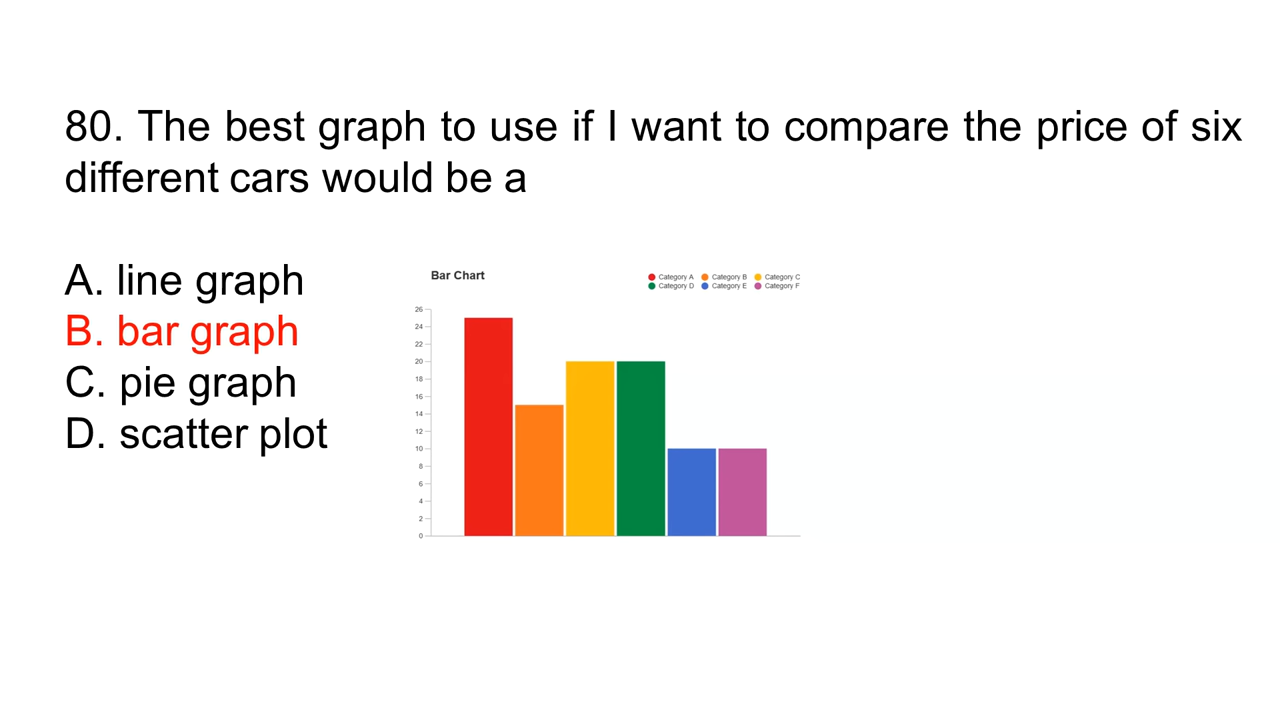 80. The best graph to use if I want to compare the price of six
different cars would be a
A. line graph
B. bar graph
C. pie graph
D. scatter plot
Bar Chart
Category A Category B Category C
Category D Category E Category F
26
24
22
20
18
16
14
12
10
8
6
4
2
0